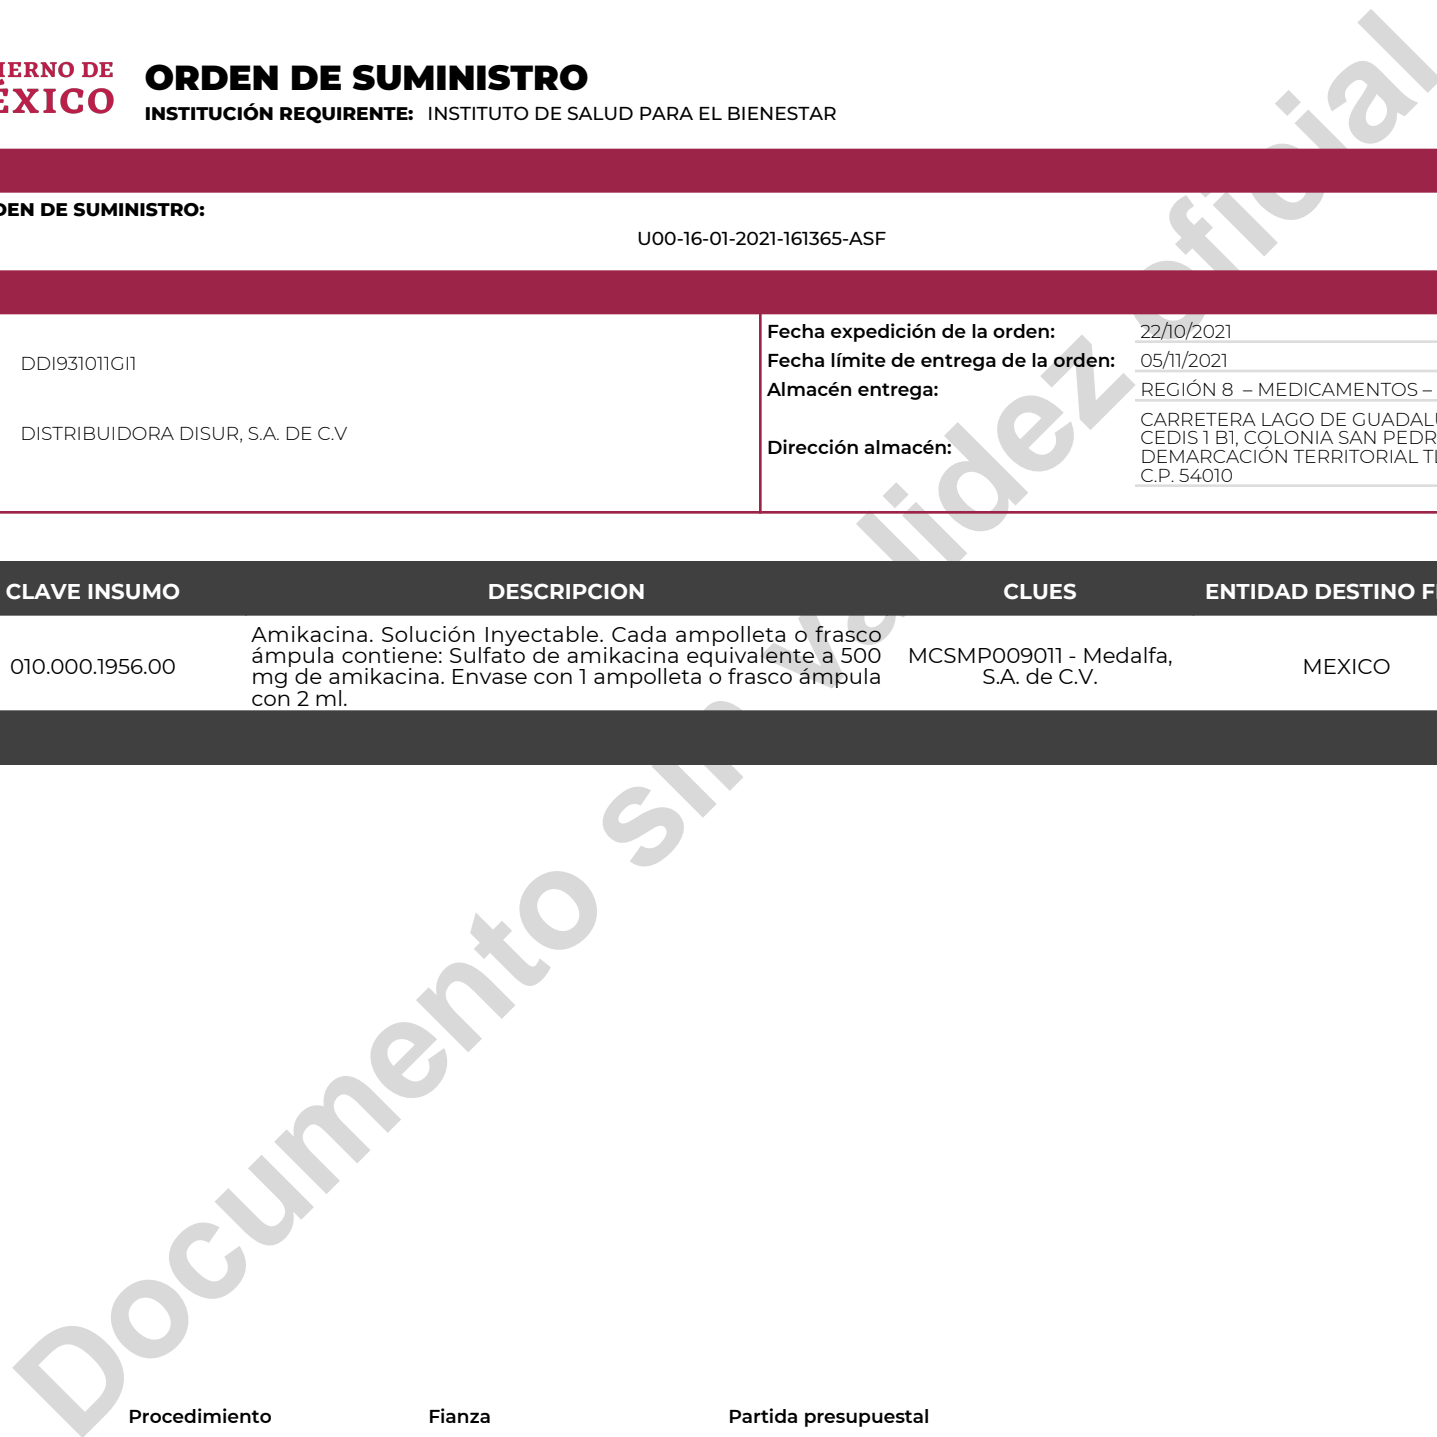 IERNO DE
ÉXICO
ORDEN DE SUMINISTRO
INSTITUCIÓN REQUIRENTE: INSTITUTO DE SALUD PARA EL BIENESTAR
DEN DE SUMINISTRO:
U00-16-01-2021-161365-ASF
DDI931011GI1
DISTRIBUIDORA DISUR, S.A. DE C.V
Fecha expedición de la orden: 22/10/2021
Fecha límite de entrega de la orden: 05/11/2021
Almacén entrega: REGIÓN 8 – MEDICAMENTOS –
Dirección almacén:
CARRETERA LAGO DE GUADALU
CEDIS 1 B1, COLONIA SAN PEDR
DEMARCACIÓN TERRITORIAL TL
C.P. 54010
CLAVE INSUMO DESCRIPCION CLUES ENTIDAD DESTINO FI
010.000.1956.00
Amikacina. Solución Inyectable. Cada ampolleta o frasco
ámpula contiene: Sulfato de amikacina equivalente a 500
mg de amikacina. Envase con 1 ampolleta o frasco ámpula
con 2 ml.
MCSMP009011 - Medalfa,
S.A. de C.V.
MEXICO
Documento sin validez oficial
Procedimiento Fianza Partida presupuestal